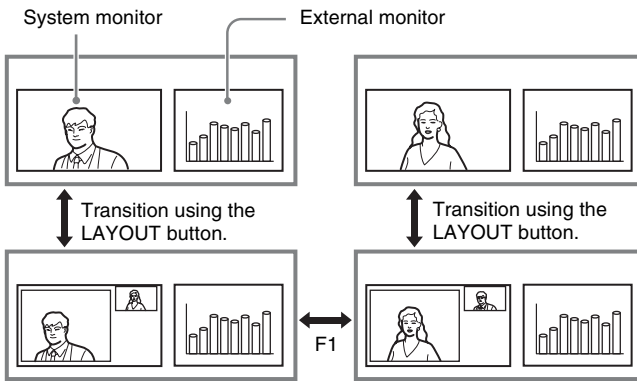 System monitor
External monitor
Transition using the
LAYOUT button.
Transition using the
LAYOUT button.
F1